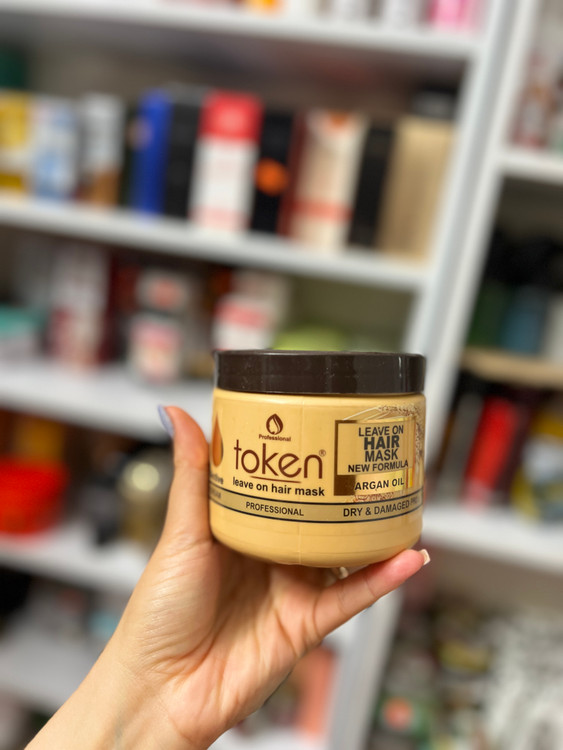 Professional
token®
leave on hair mask
PROFESSIONAL
LEAVE ON
HAIR
MASK
NEW FORMULA
ARGAN OIL
DRY & DAMAGED